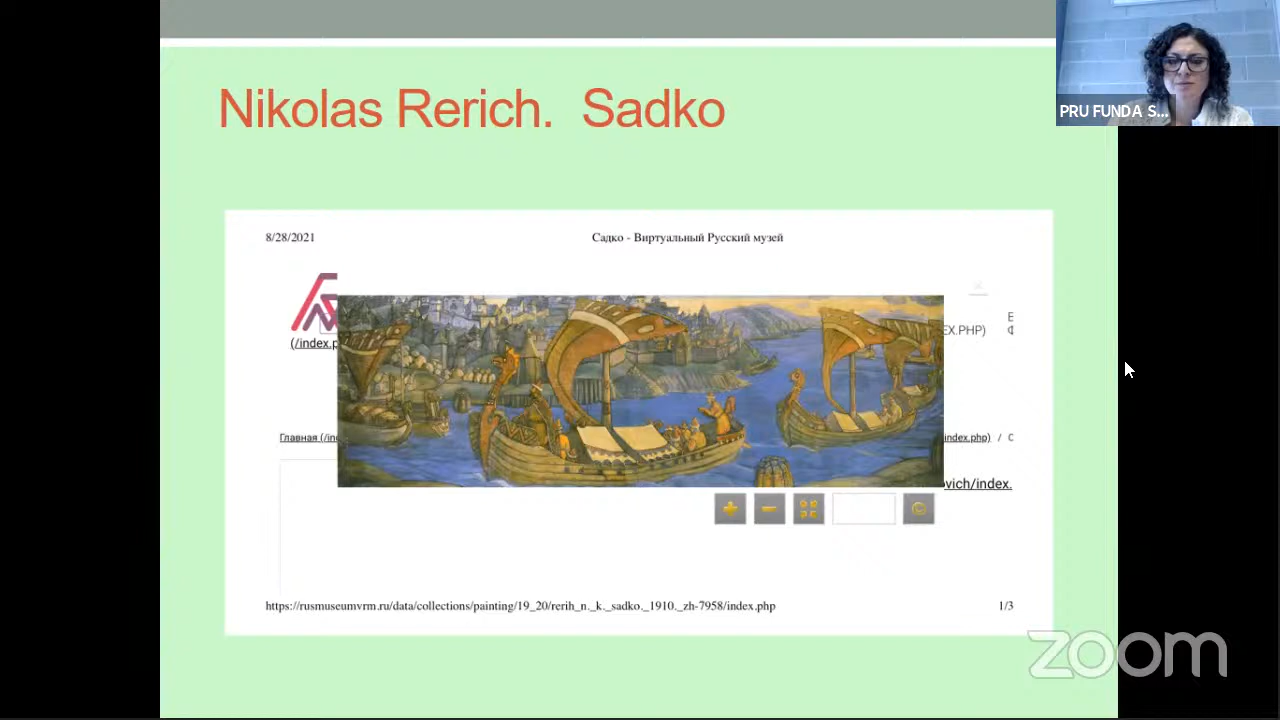 Nikolas Rerich. Sadko
PRU FUNDA S...
8/28/2021
Садко - Виртуальный Русский музей
(/index.p
EX.PHP)
Е
Ф
Главная (/in
index.php) / С
vich/index.
https://rusmuseumvrm.ru/data/collections/painting/19_20/rerih_n._k._sadko._1910._zh-7958/index.php
1/3
zoom